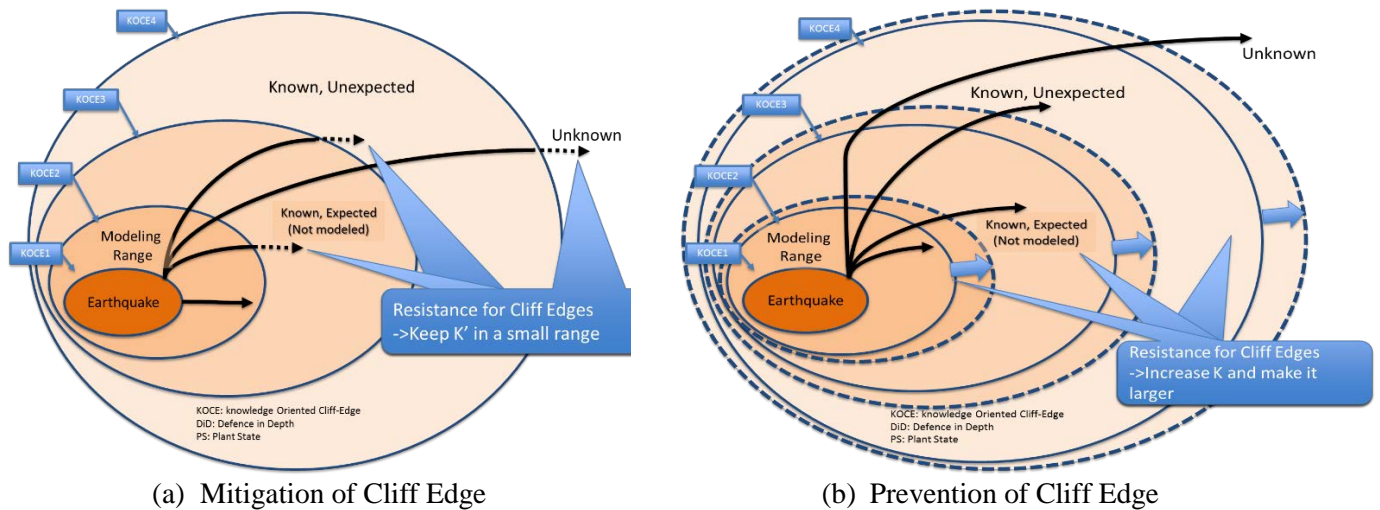 KOCE4
KOCE3
KOCE2
KOCE1
Known, Unexpected
Unknown
Known, Expected
(Not modeled)
Modeling
Range
Earthquake
Resistance for Cliff Edges
->Keep K' in a small range
KOCE: knowledge Oriented Cliff-Edge
DiD: Defence in Depth
PS: Plant State
(a) Mitigation of Cliff Edge
KOCE4
KOCE3
KOCE2
KOCE1
Unknown
Known, Unexpected
Known, Expected
(Not modeled)
Modeling
Range
Earthquake
Resistance for Cliff Edges
->Increase K and make it
larger
KOCE: knowledge Oriented Cliff-Edge
DiD: Defence in Depth
PS: Plant State
(b) Prevention of Cliff Edge